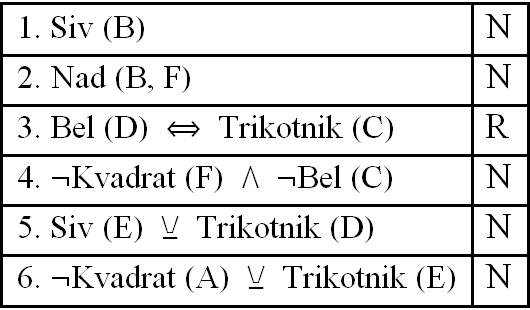 1. Siv (B) N
2. Nad (B, F) N
3. Bel (D) ⇔ Trikotnik (C) R
4. ¬Kvadrat (F) ∧ ¬Bel (C) N
5. Siv (E) ⊻ Trikotnik (D) N
6. ¬Kvadrat (A) ⊻ Trikotnik (E) N